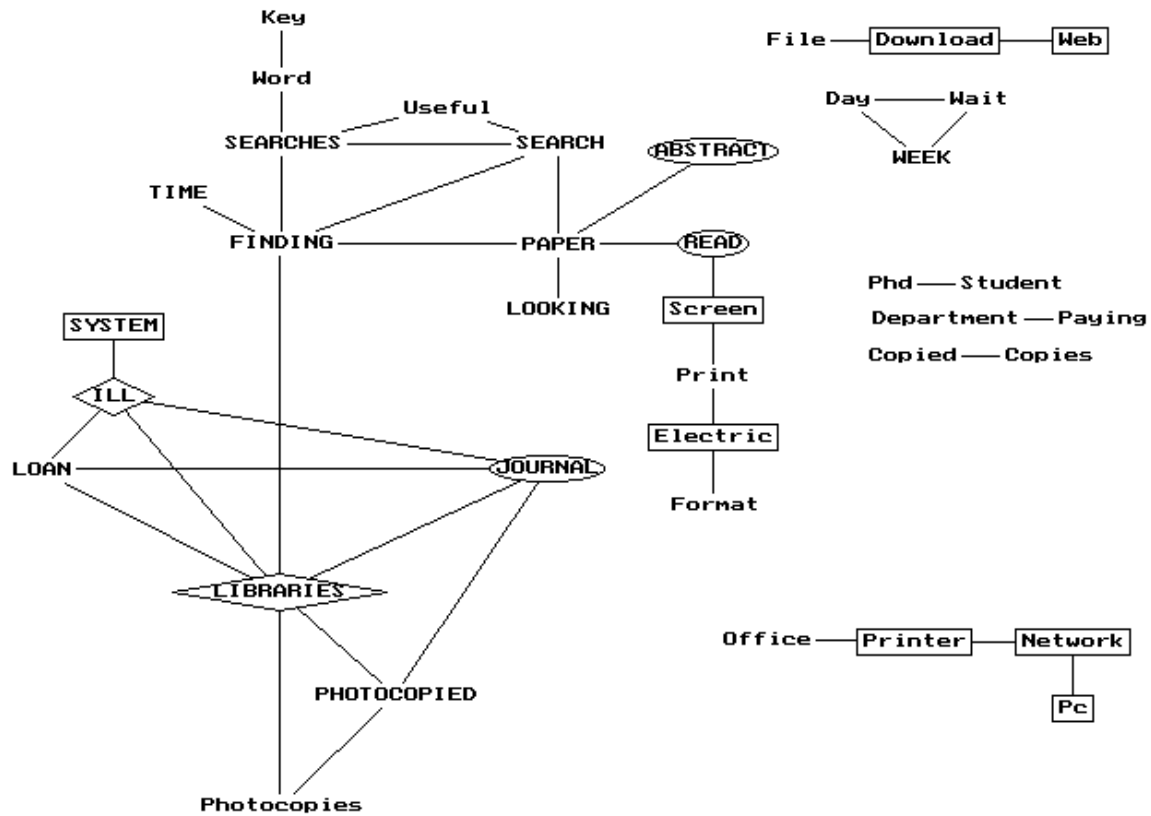 Key
File Download Web
Word
Useful
Day Wait
SEARCHES SEARCH
ABSTRACT
WEEK
TIME
FINDING PAPER READ
Phd Student
LOOKING
Screen
SYSTEM
Department Paying
Copied Copies
Print
ILL
Electric
LOAN JOURNAL
Format
LIBRARIES
Office Printer Network
PHOTOCOPIED
Pc
Photocopies